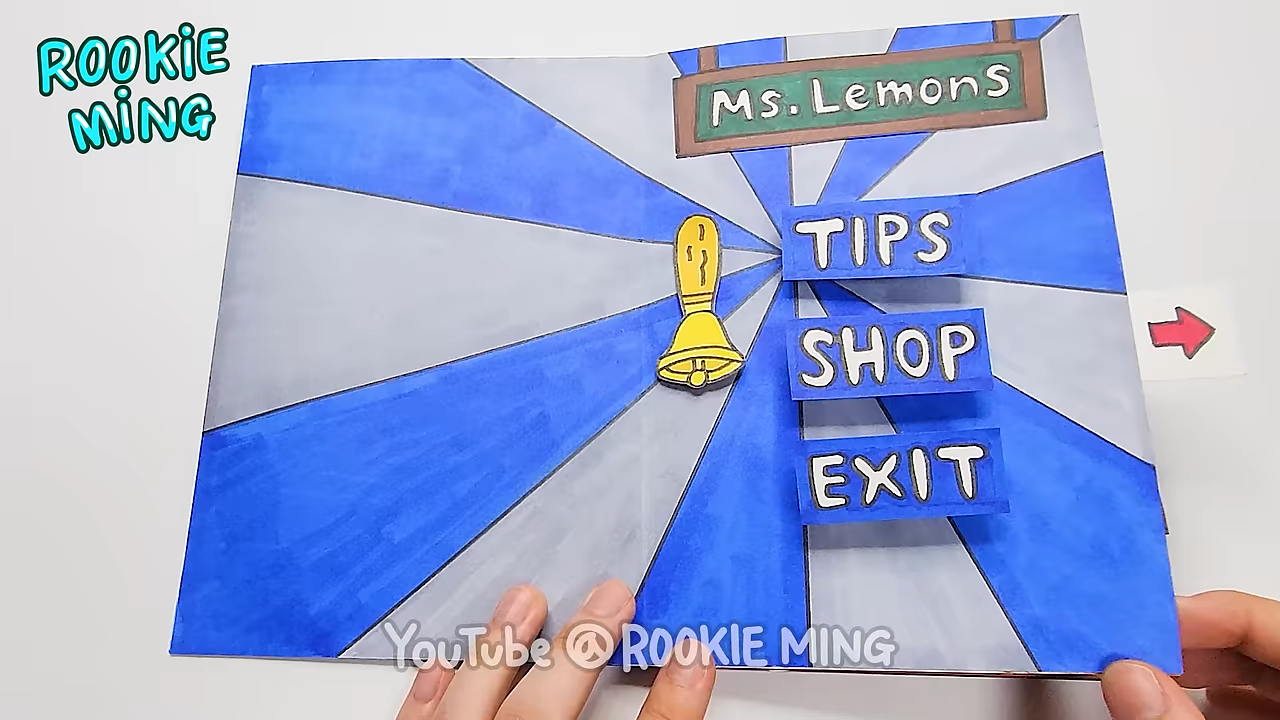 ROOKIE
MING
Ms. Lemons
TIPS
SHOP
EXIT
YouTube @ROOKIE MING